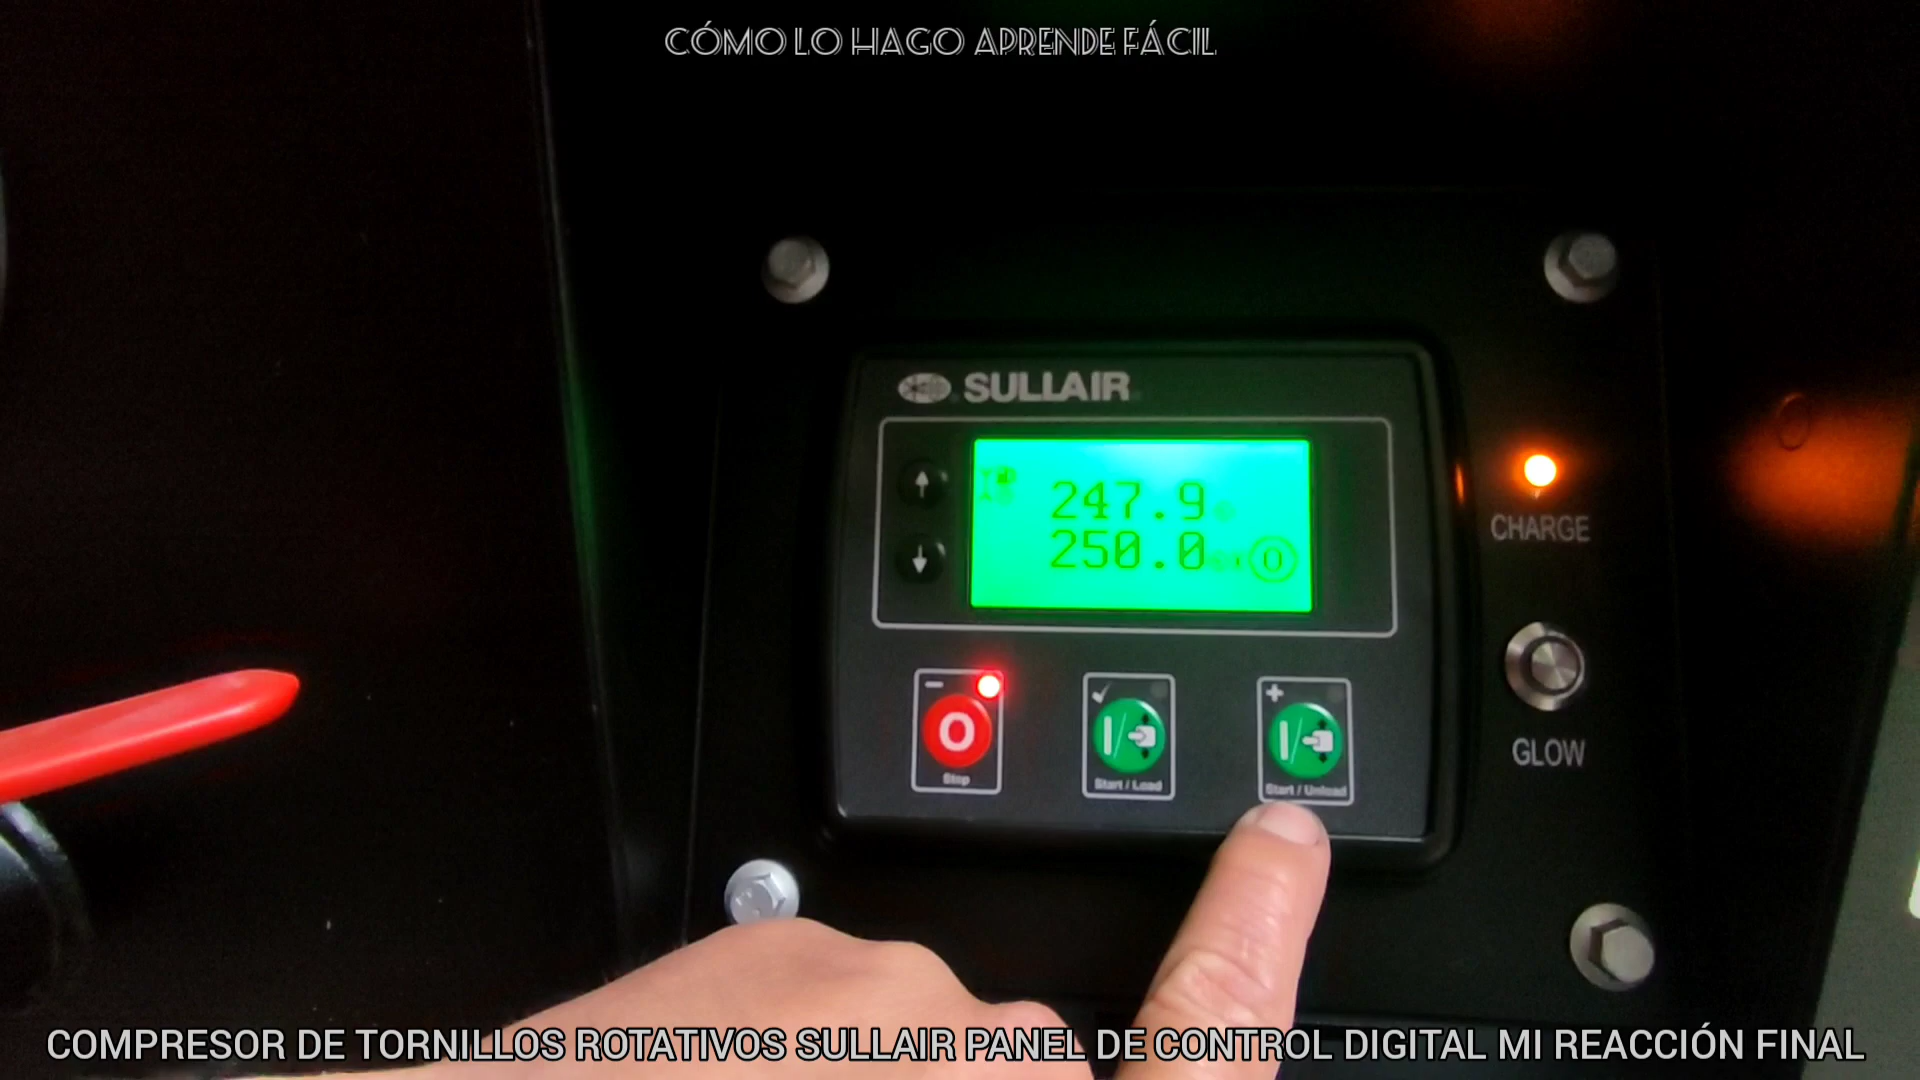 CÓMO LO HAGO APRENDE FÁCIL
SULLAIR
247.9
250.0
0
CHARGE
GLOW
Stop
Start / Load
Start / Unload
COMPRESOR DE TORNILLOS ROTATIVOS SULLAIR PANEL DE CONTROL DIGITAL MI REACCIÓN FINAL